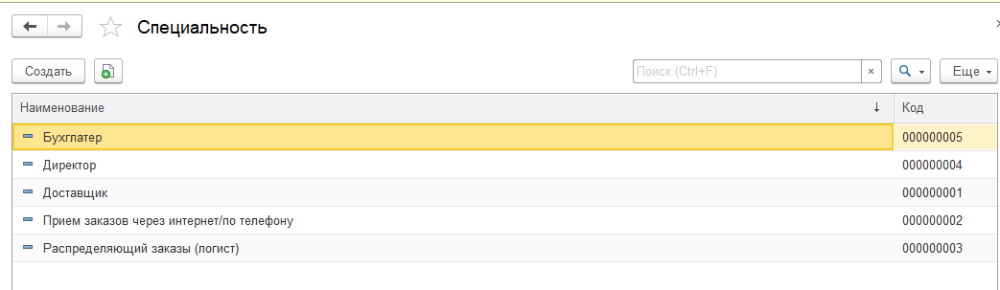 Специальность
Создать Поиск (Ctrl+F) × Еще
Наименование ↓ Код
Бухглатер 000000005
Директор 000000004
Доставщик 000000001
Прием заказов через интернет/по телефону 000000002
Распределяющий заказы (логист) 000000003